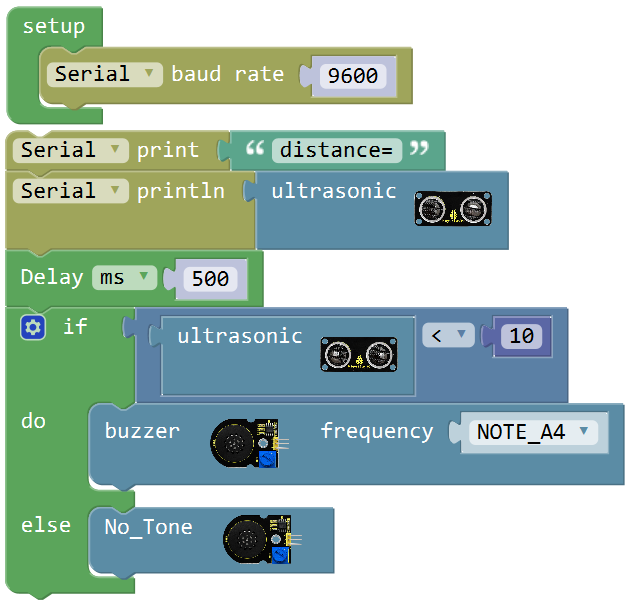 setup
Serial baud rate 9600
Serial print “ distance= ”
Serial println ultrasonic
Delay ms 500
if ultrasonic < 10
do buzzer frequency NOTE_A4
else No_Tone